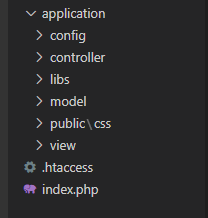 application
config
controller
libs
model
public\css
view
.htaccess
index.php